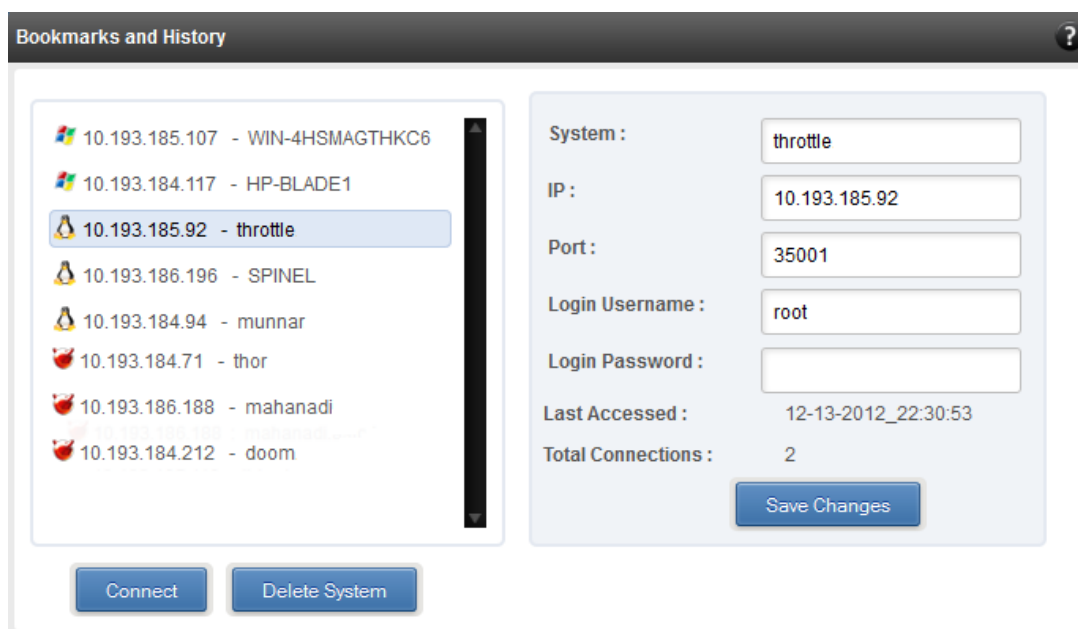 Bookmarks and History
?
10.193.185.107 - WIN-4HSMAGTHKC6
10.193.184.117 - HP-BLADE1
10.193.185.92 - throttle
10.193.186.196 - SPINEL
10.193.184.94 - munnar
10.193.184.71 - thor
10.193.186.188 - mahanadi
10.193.184.212 - doom
Connect
Delete System
System : throttle
IP : 10.193.185.92
Port : 35001
Login Username : root
Login Password :
Last Accessed : 12-13-2012_22:30:53
Total Connections : 2
Save Changes